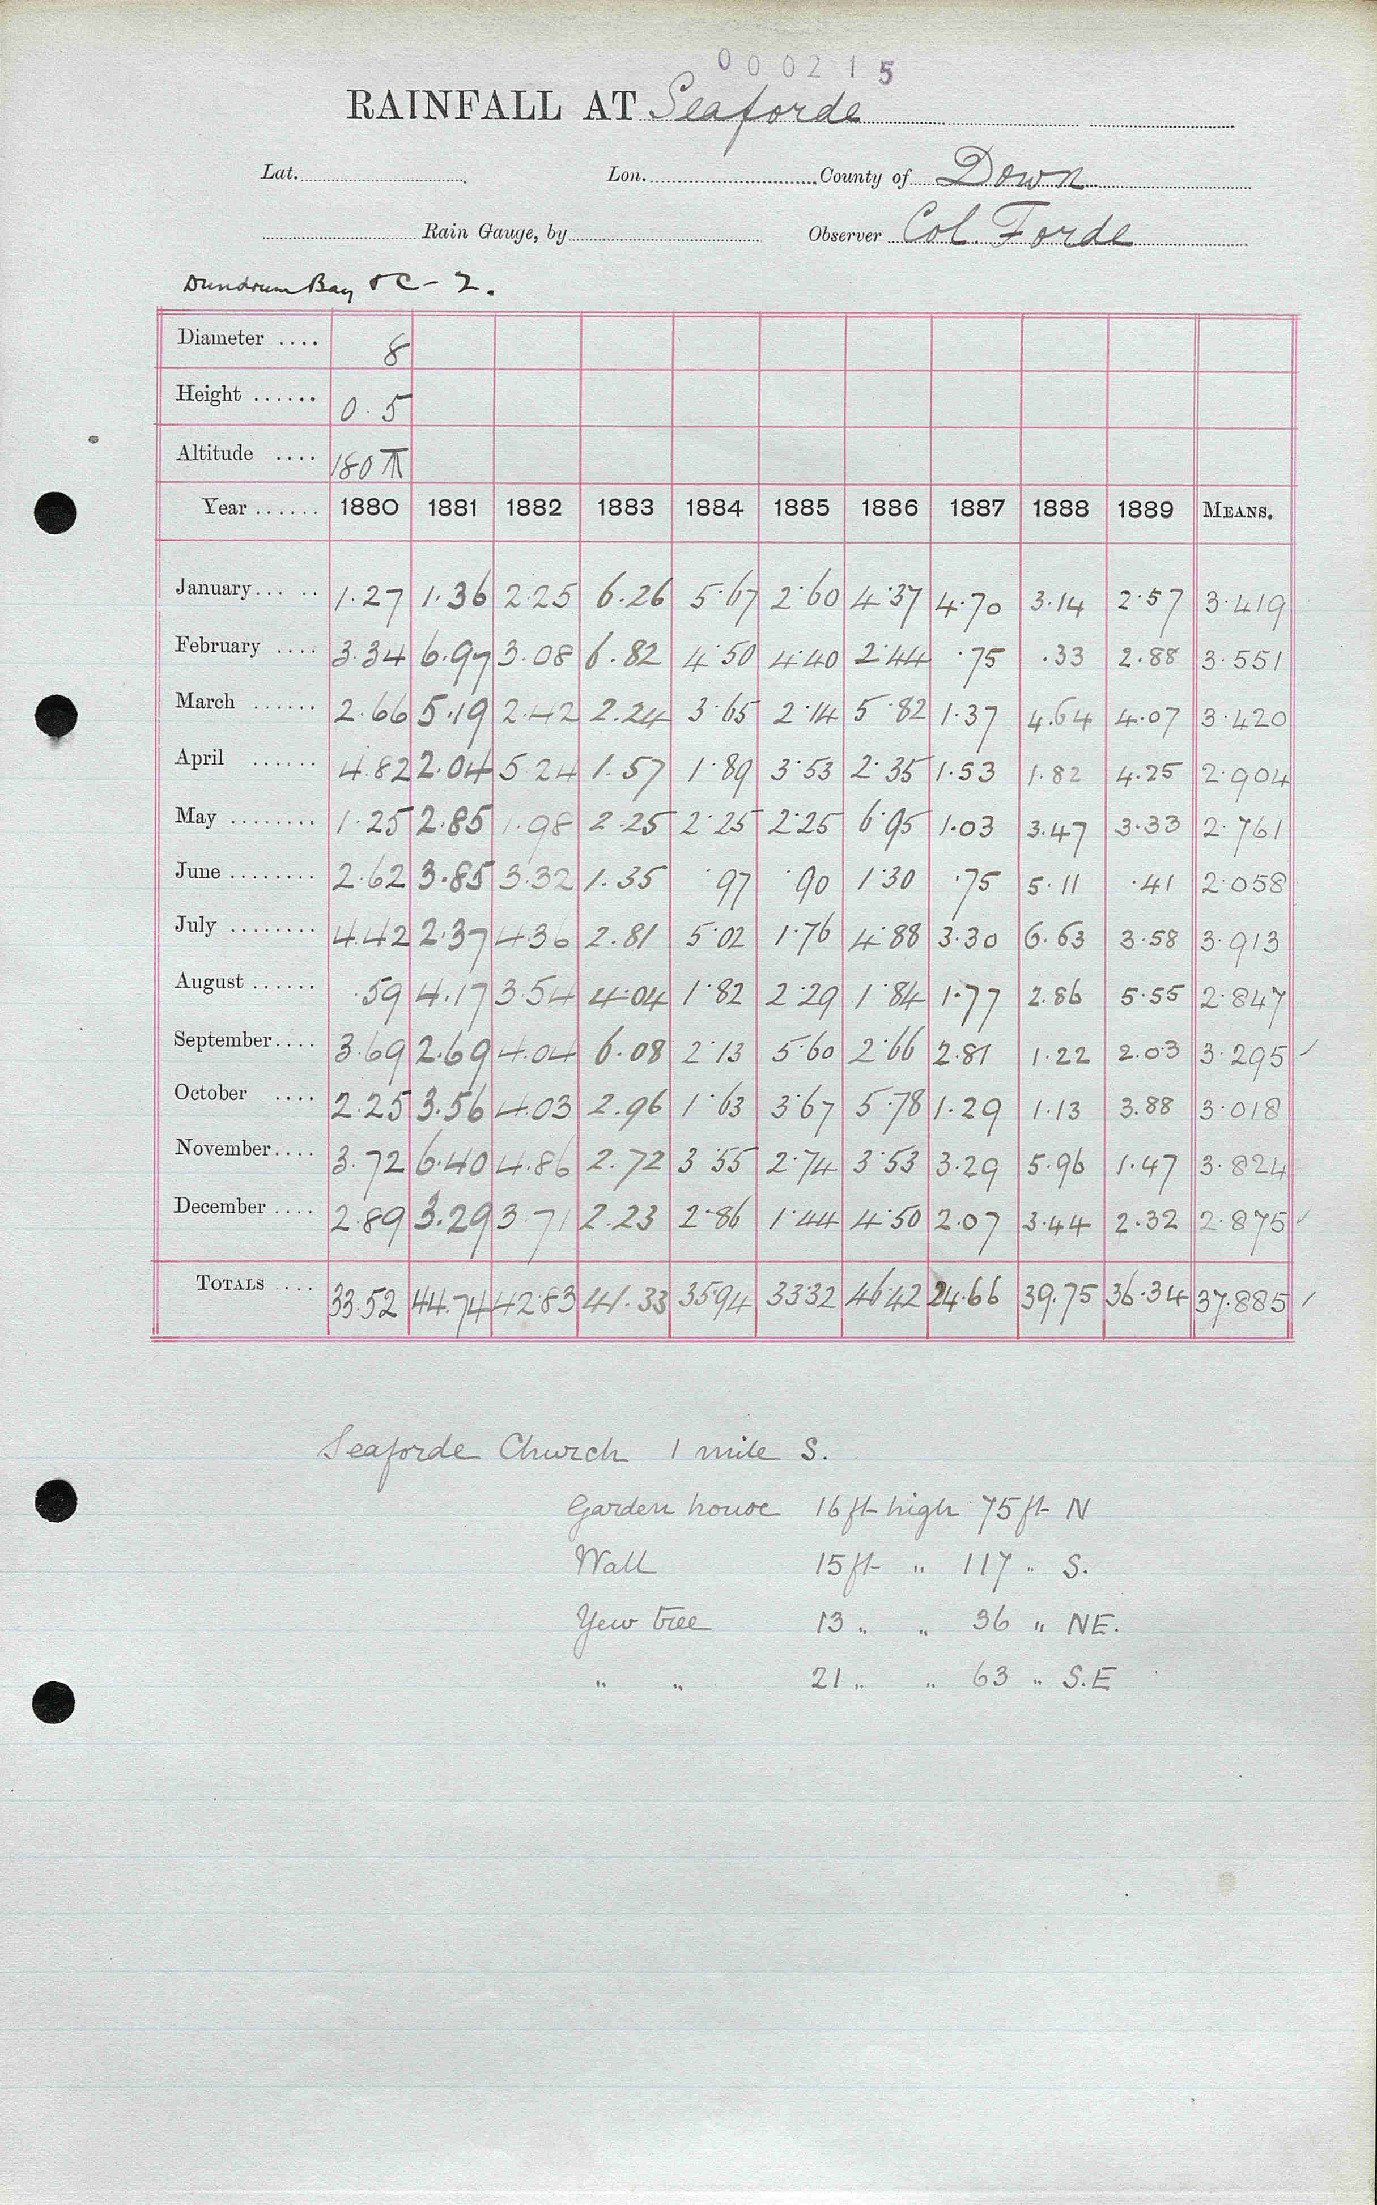 000215
RAINFALL AT Seaforde
Lat. Lon. County of Down
Rain Gauge, by Observer Col. Forde
Dundrum Bay & C - 2.
Diameter .... 8
Height ...... 0.5
Altitude .... 180
Year ...... 1880 1881 1882 1883 1884 1885 1886 1887 1888 1889 MEANS.
January... .. 1.27 1.36 2.25 6.26 5.67 2.60 4.37 4.70 3.14 2.57 3.419
February .... 3.34 6.97 3.08 6.82 4.50 4.40 2.44 .75 .33 2.88 3.551
March ...... 2.66 5.19 2.42 2.24 3.65 2.14 5.82 1.37 4.64 4.07 3.420
April ...... 4.82 2.04 5.24 1.57 1.89 3.53 2.35 1.53 1.82 4.25 2.904
May ........ 1.25 2.85 1.98 2.25 2.25 2.25 6.95 1.03 3.47 3.33 2.761
June ........ 2.62 3.85 3.32 1.35 .97 .90 1.30 .75 5.11 .41 2.058
July ........ 4.42 2.37 4.36 2.81 5.02 1.76 4.88 3.30 6.63 3.58 3.913
August ...... .59 4.17 3.54 4.04 1.82 2.29 1.84 1.77 2.86 5.55 2.847
September.... 3.69 2.69 4.04 6.08 2.13 5.60 2.66 2.81 1.22 2.03 3.295 ✓
October .... 2.25 3.56 4.03 2.96 1.63 3.67 5.78 1.29 1.13 3.88 3.018
November.... 3.72 6.40 4.86 2.72 3.55 2.74 3.53 3.29 5.96 1.47 3.824
December .... 2.89 3.29 3.71 2.23 2.86 1.44 4.50 2.07 3.44 2.32 2.875 ✓
TOTALS .... 33.52 44.74 42.83 41.33 35.94 33.32 46.42 24.66 39.75 36.34 37.885 ✓
Seaforde Church 1 mile S.
Garden house 16 ft high 75 ft N
Wall 15 ft " 117 " S.
Yew tree 13 " " 36 " NE.
" " 21 " " 63 " S.E